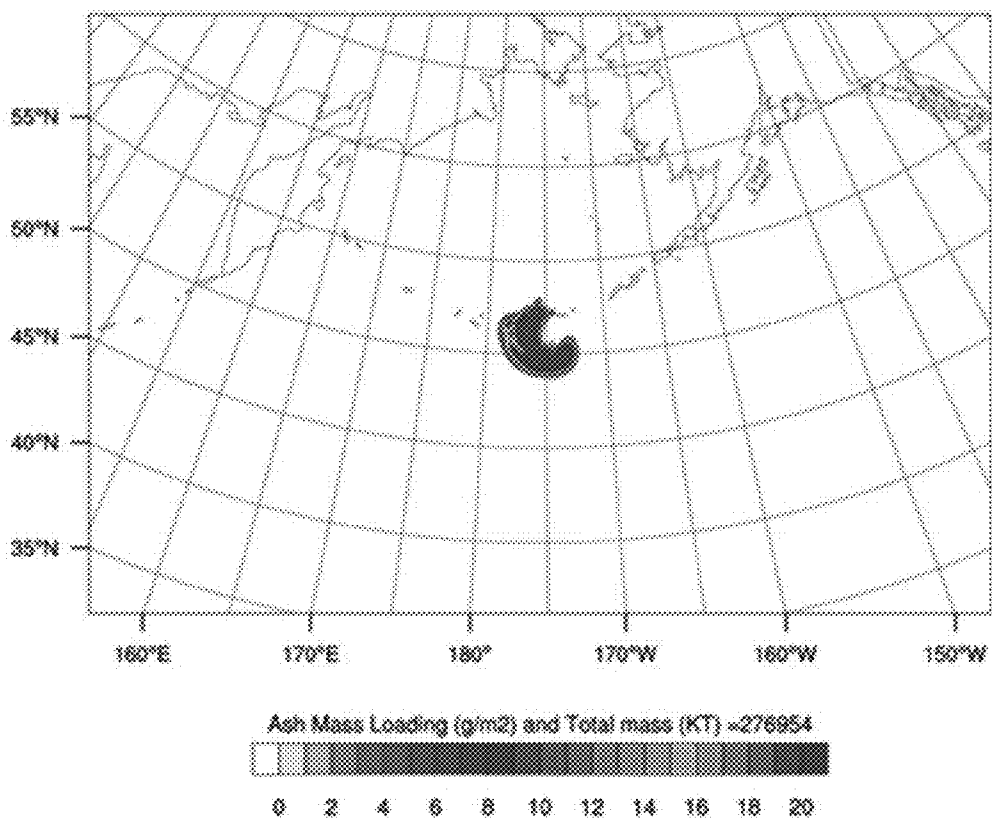 55°N
50°N
45°N
40°N
35°N
160°E 170°E 180° 170°W 160°W 150°W
Ash Mass Loading (g/m2) and Total mass (KT) =276954
0 2 4 6 8 10 12 14 16 18 20